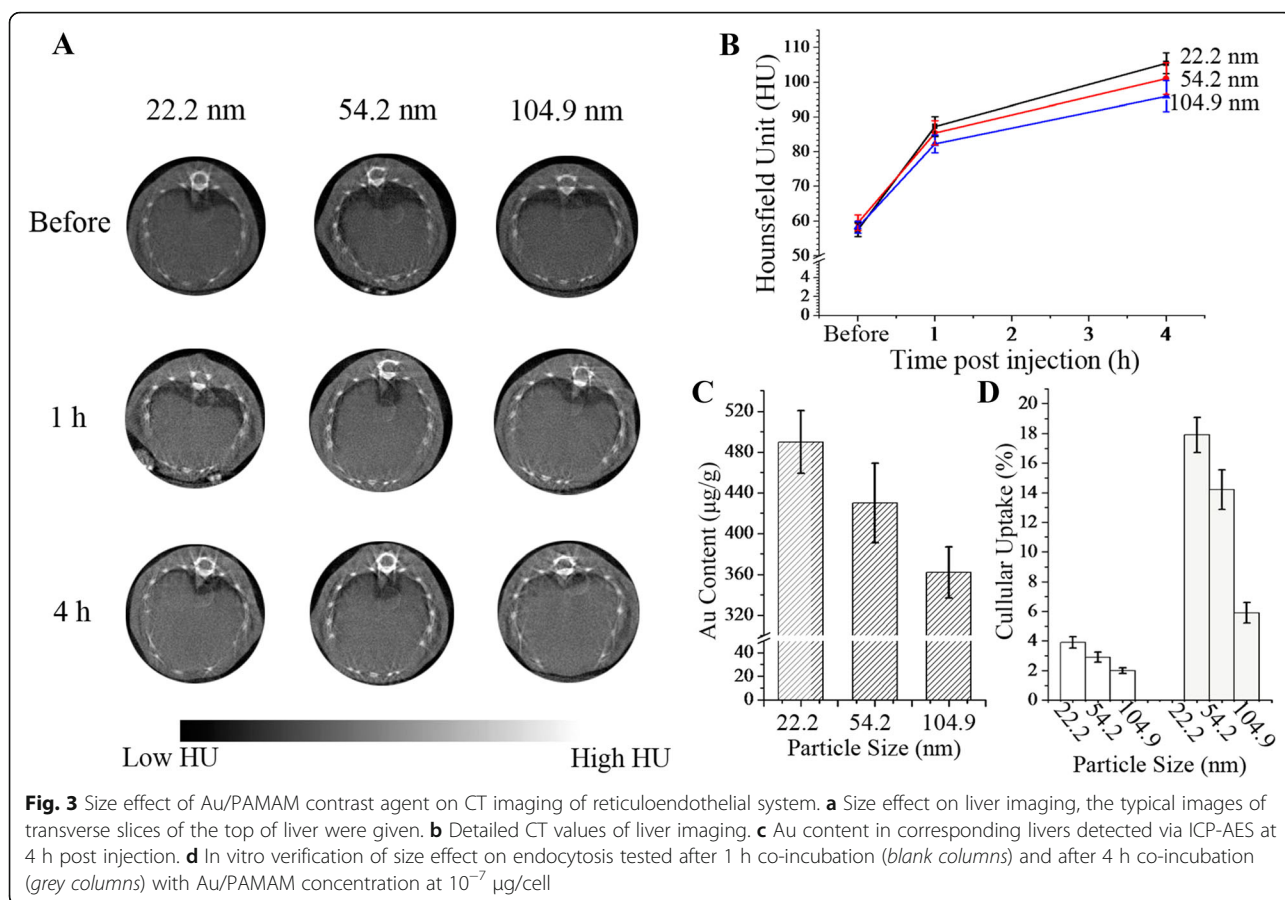 A
22.2 nm 54.2 nm 104.9 nm
Before
1 h
4 h
Low HU High HU
B
Hounsfield Unit (HU)
110
100
90
80
70
60
50
4
2
0
22.2 nm
54.2 nm
104.9 nm
Before 1 2 3 4
Time post injection (h)
C
Au Content (µg/g)
520
480
440
400
360
320
40
20
0
22.2 54.2 104.9
Particle Size (nm)
D
Cullular Uptake (%)
20
18
16
14
12
10
8
6
4
2
0
22.2 54.2 104.9 22.2 54.2 104.9
Particle Size (nm)
Fig. 3 Size effect of Au/PAMAM contrast agent on CT imaging of reticuloendothelial system. a Size effect on liver imaging, the typical images of
transverse slices of the top of liver were given. b Detailed CT values of liver imaging. c Au content in corresponding livers detected via ICP-AES at
4 h post injection. d In vitro verification of size effect on endocytosis tested after 1 h co-incubation (blank columns) and after 4 h co-incubation
(grey columns) with Au/PAMAM concentration at 10⁻⁷ µg/cell